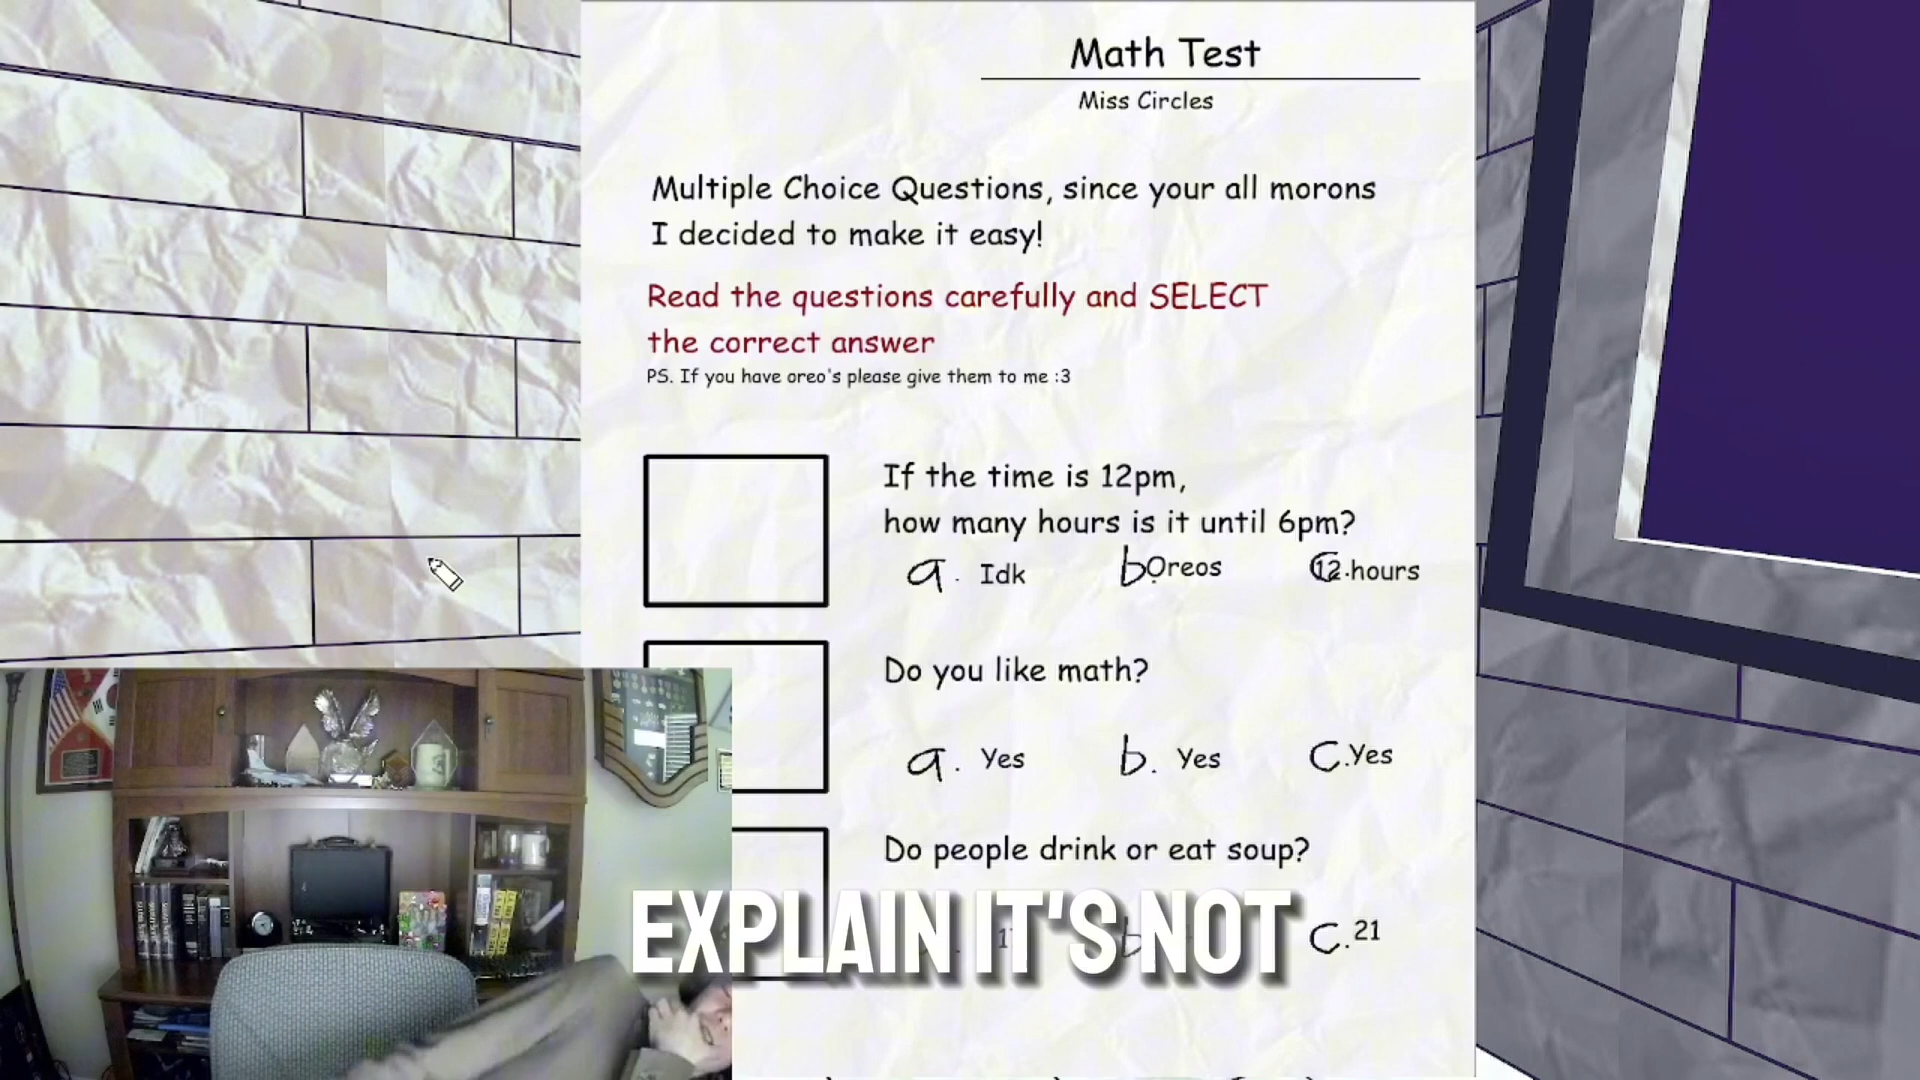 Math Test
Miss Circles
Multiple Choice Questions, since your all morons
I decided to make it easy!
Read the questions carefully and SELECT
the correct answer
PS. If you have oreo's please give them to me :3
If the time is 12pm,
how many hours is it until 6pm?
a. Idk b. Oreos C. 12 hours
Do you like math?
a. Yes b. Yes C. Yes
Do people drink or eat soup?
b C. 21
EXPLAIN IT'S NOT